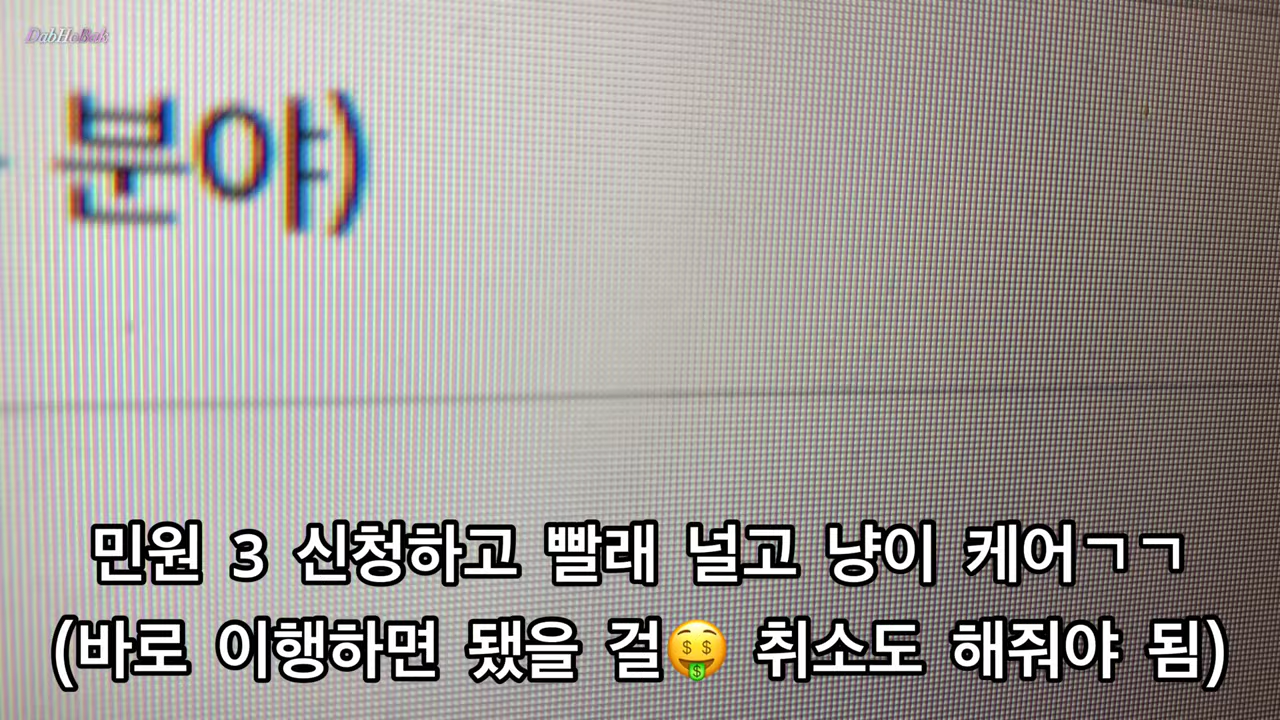 DabHeBak
분야)
민원 3 신청하고 빨래 널고 냥이 케어ㄱㄱ
(바로 이행하면 됐을 걸🤑 취소도 해줘야 됨)